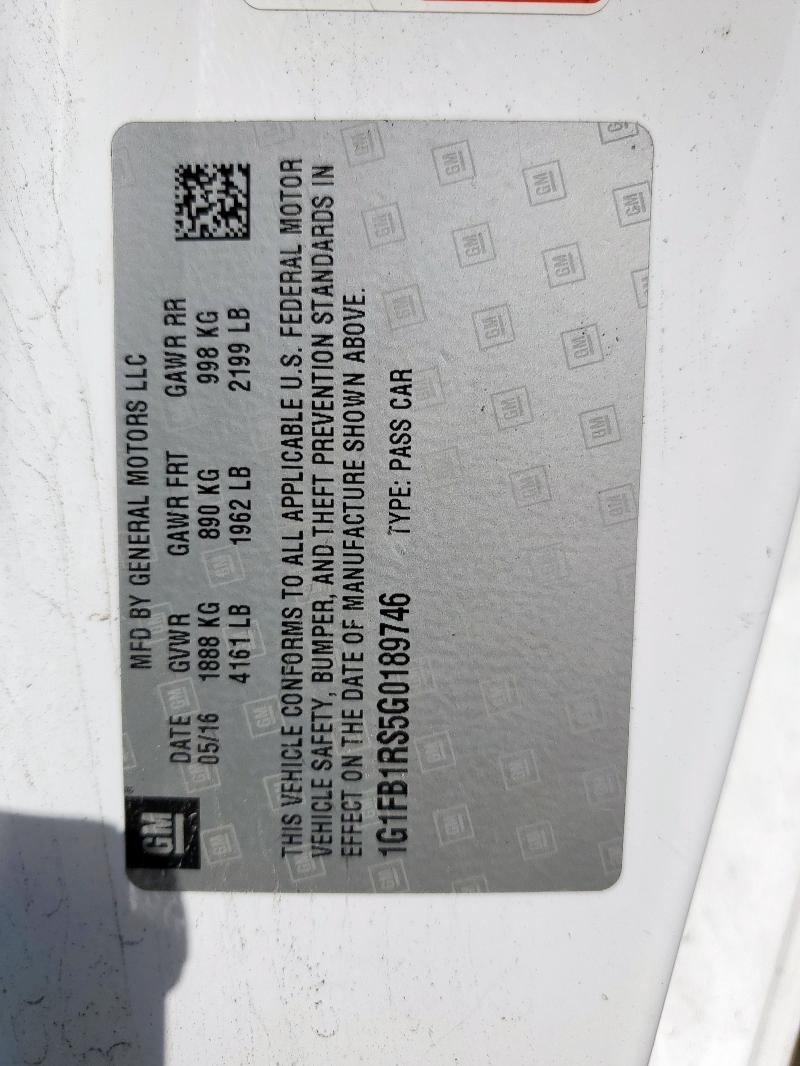 GM
MFD BY GENERAL MOTORS LLC
DATE GVWR GAWR FRT GAWR RR
05/16 1888 KG 890 KG 998 KG
4161 LB 1962 LB 2199 LB
THIS VEHICLE CONFORMS TO ALL APPLICABLE U.S. FEDERAL MOTOR
VEHICLE SAFETY, BUMPER, AND THEFT PREVENTION STANDARDS IN
EFFECT ON THE DATE OF MANUFACTURE SHOWN ABOVE.
1G1FB1RS5G0189746 TYPE: PASS CAR